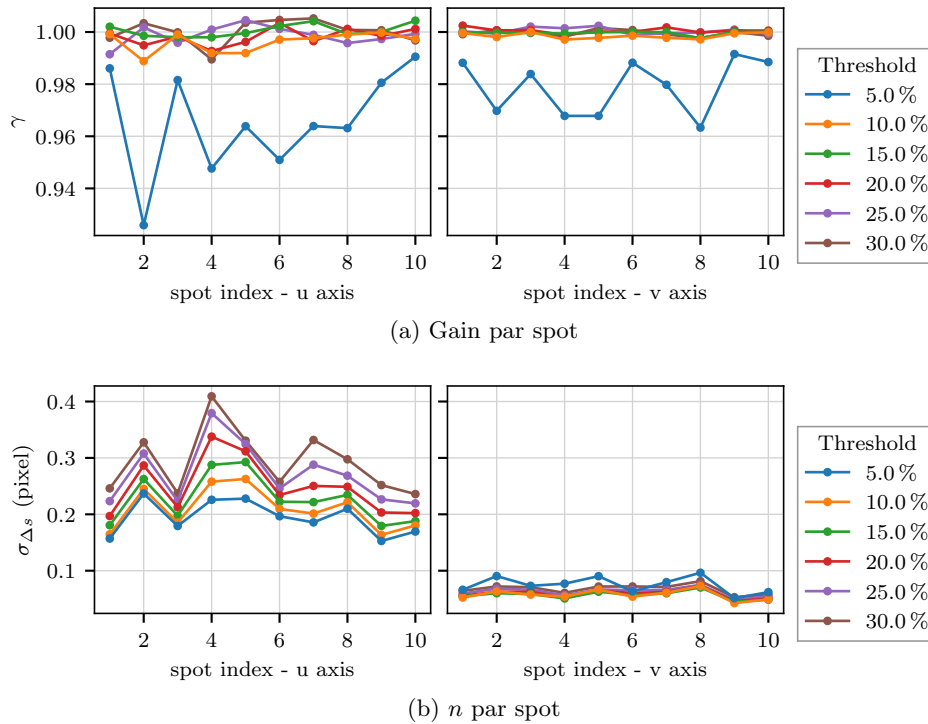 1.00
0.98
0.96
0.94
γ
2 4 6 8 10
2 4 6 8 10
spot index - u axis
spot index - v axis
Threshold
5.0 %
10.0 %
15.0 %
20.0 %
25.0 %
30.0 %
(a) Gain par spot
0.4
0.3
0.2
0.1
σΔs (pixel)
2 4 6 8 10
2 4 6 8 10
spot index - u axis
spot index - v axis
Threshold
5.0 %
10.0 %
15.0 %
20.0 %
25.0 %
30.0 %
(b) n par spot